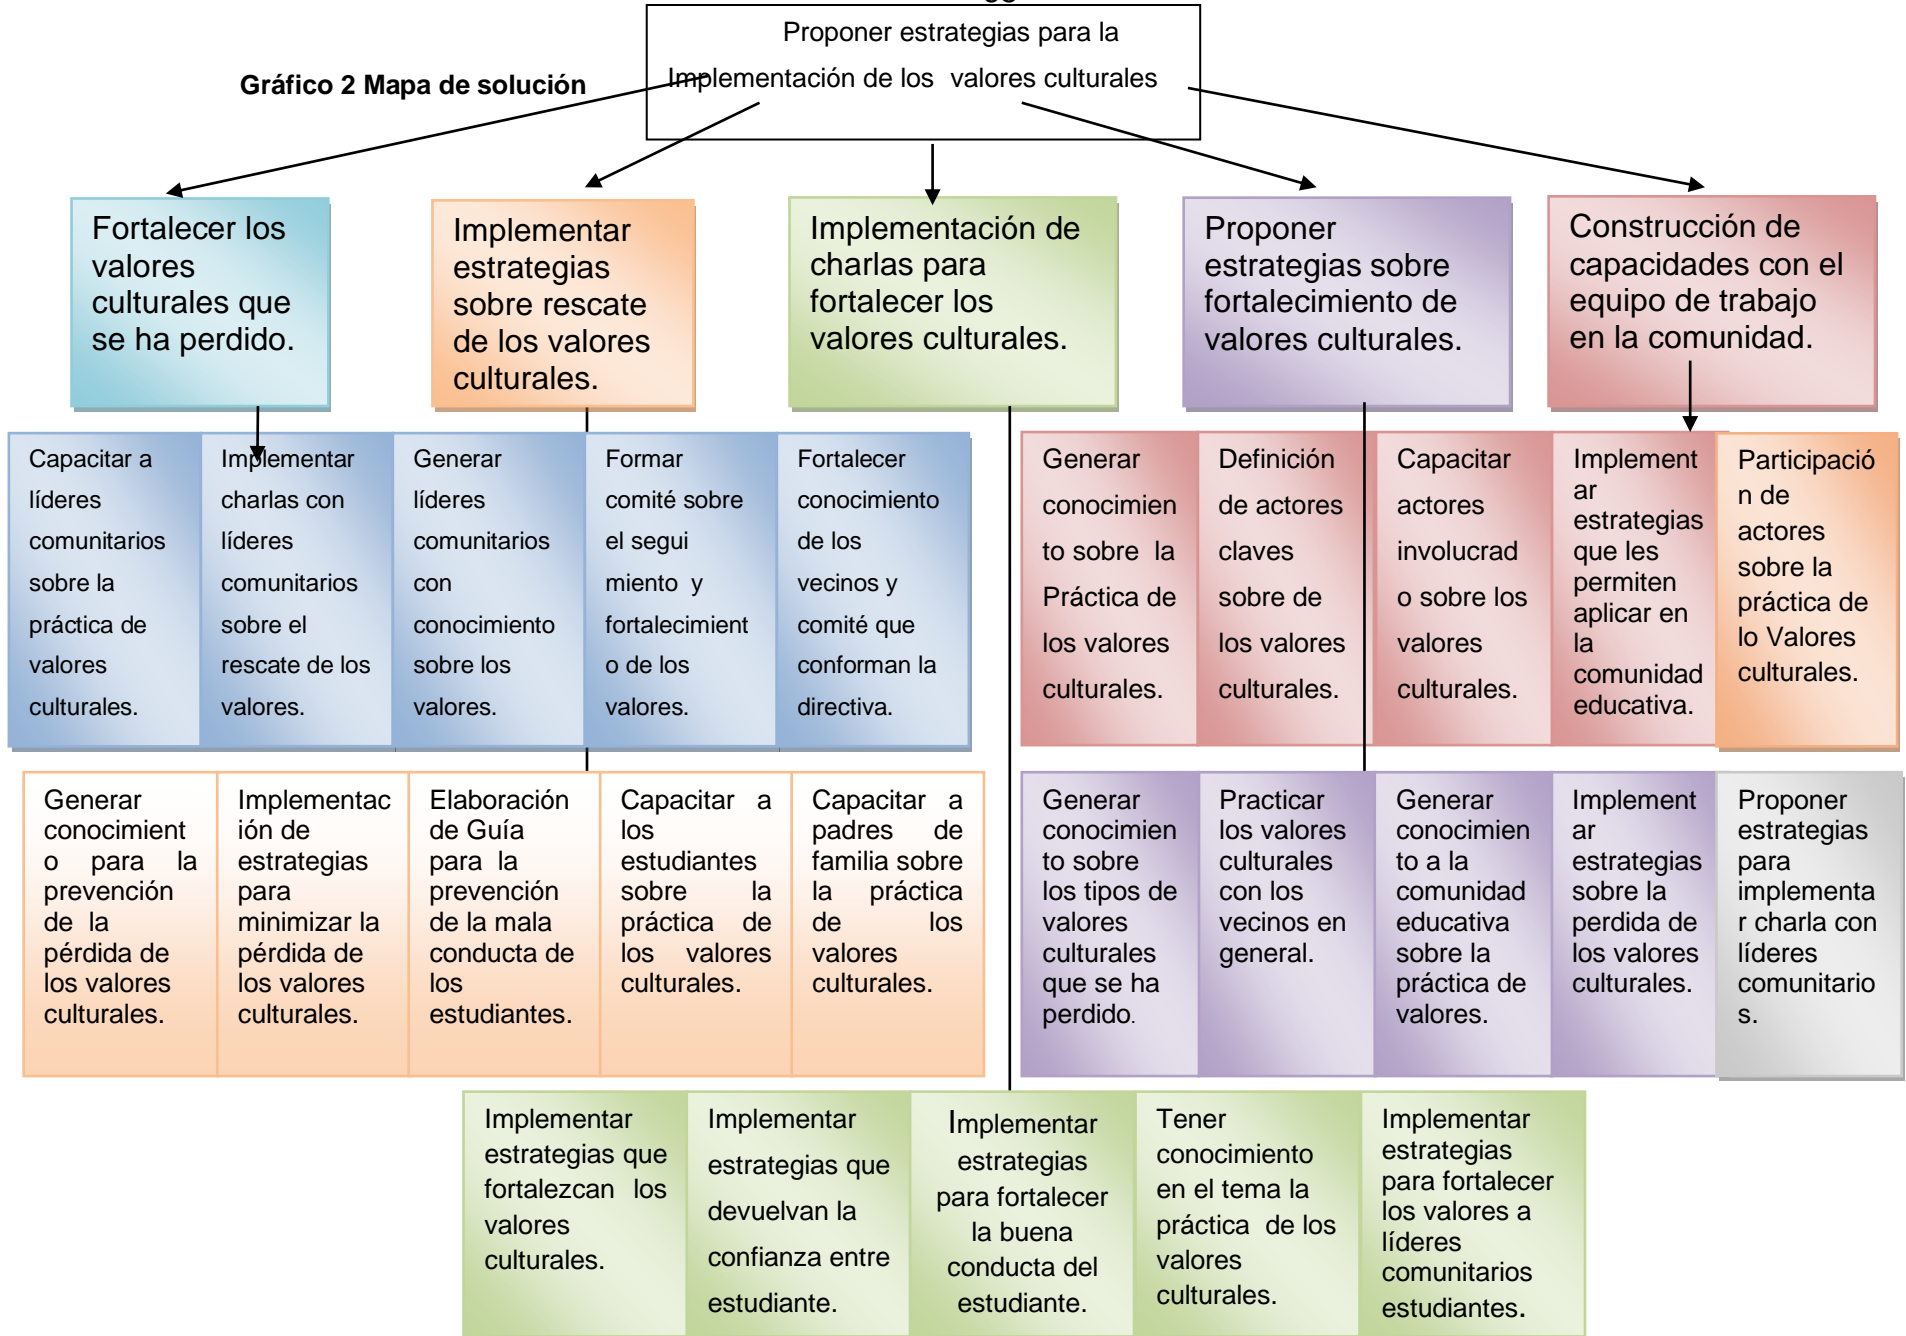 Proponer estrategias para la
Implementación de los valores culturales
Gráfico 2 Mapa de solución
Fortalecer los
valores
culturales que
se ha perdido.
Implementar
estrategias
sobre rescate
de los valores
culturales.
Implementación de
charlas para
fortalecer los
valores culturales.
Proponer
estrategias sobre
fortalecimiento de
valores culturales.
Construcción de
capacidades con el
equipo de trabajo
en la comunidad.
Capacitar a
líderes
comunitarios
sobre la
práctica de
valores
culturales.
Implementar
charlas con
líderes
comunitarios
sobre el
rescate de los
valores.
Generar
líderes
comunitarios
con
conocimiento
sobre los
valores.
Formar
comité sobre
el segui
miento y
fortalecimient
o de los
valores.
Fortalecer
conocimiento
de los
vecinos y
comité que
conforman la
directiva.
Generar
conocimien
to sobre la
Práctica de
los valores
culturales.
Definición
de actores
claves
sobre de
los valores
culturales.
Capacitar
actores
involucrad
o sobre los
valores
culturales.
Implement
ar
estrategias
que les
permiten
aplicar en
la
comunidad
educativa.
Participació
n de
actores
sobre la
práctica de
lo Valores
culturales.
Generar
conocimient
o para la
prevención
de la
pérdida de
los valores
culturales.
Implementac
ión de
estrategias
para
minimizar la
pérdida de
los valores
culturales.
Elaboración
de Guía
para la
prevención
de la mala
conducta de
los
estudiantes.
Capacitar a
los
estudiantes
sobre la
práctica de
los valores
culturales.
Capacitar a
padres de
familia sobre
la práctica
de los
valores
culturales.
Generar
conocimien
to sobre
los tipos de
valores
culturales
que se ha
perdido.
Practicar
los valores
culturales
con los
vecinos en
general.
Generar
conocimien
to a la
comunidad
educativa
sobre la
práctica de
valores.
Implement
ar
estrategias
sobre la
perdida de
los valores
culturales.
Proponer
estrategias
para
implementa
r charla con
líderes
comunitario
s.
Implementar
estrategias que
fortalezcan los
valores
culturales.
Implementar
estrategias que
devuelvan la
confianza entre
estudiante.
Implementar
estrategias
para fortalecer
la buena
conducta del
estudiante.
Tener
conocimiento
en el tema la
práctica de los
valores
culturales.
Implementar
estrategias
para fortalecer
los valores a
líderes
comunitarios
estudiantes.